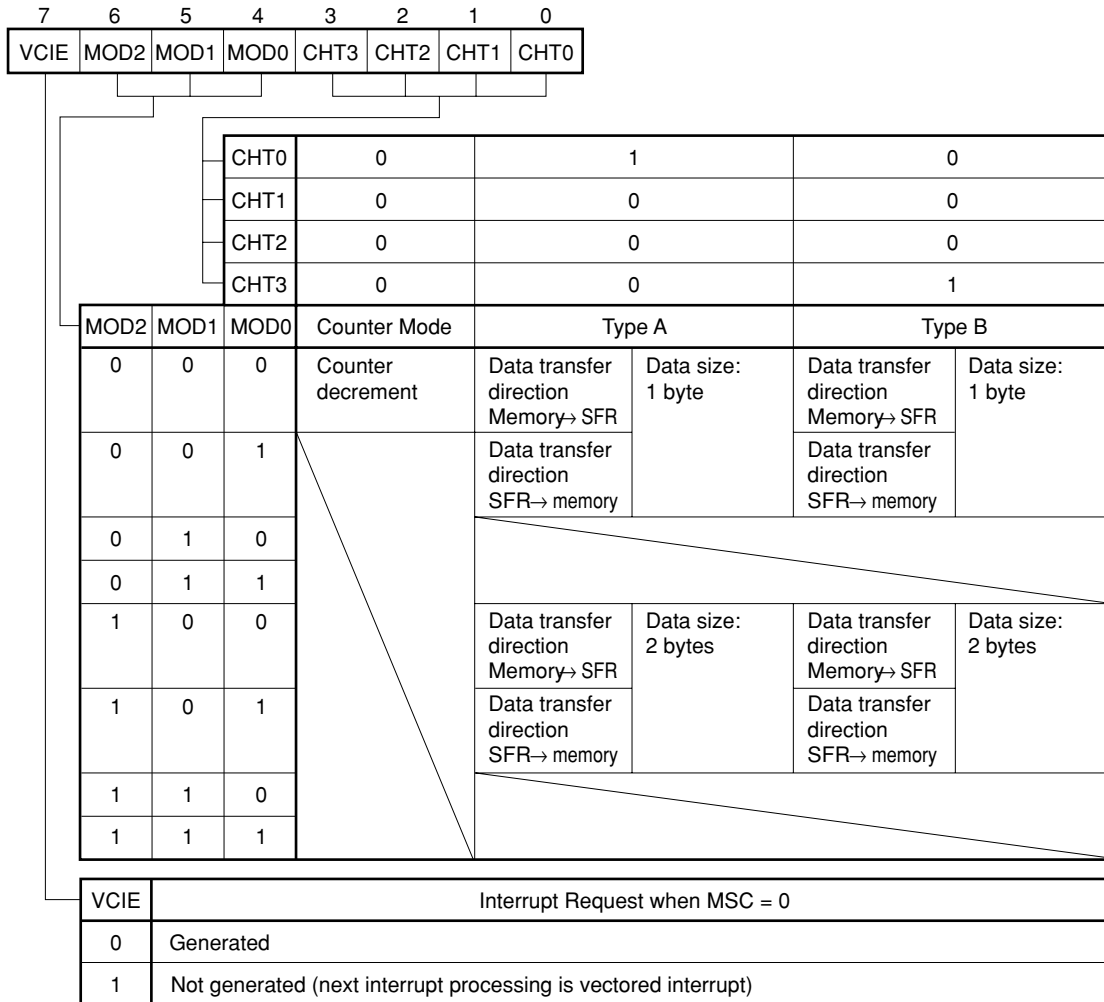 7 6 5 4 3 2 1 0
VCIE MOD2 MOD1 MOD0 CHT3 CHT2 CHT1 CHT0
CHT0 0 1 0
CHT1 0 0 0
CHT2 0 0 0
CHT3 0 0 1
MOD2 MOD1 MOD0 Counter Mode Type A Type B
0 0 0 Counter Data transfer Data size: Data transfer Data size:
decrement direction 1 byte direction 1 byte
Memory→ SFR Memory→ SFR
0 0 1 Data transfer Data transfer
direction direction
SFR→ memory SFR→ memory
0 1 0
0 1 1
1 0 0 Data transfer Data size: Data transfer Data size:
direction 2 bytes direction 2 bytes
Memory→ SFR Memory→ SFR
1 0 1 Data transfer Data transfer
direction direction
SFR→ memory SFR→ memory
1 1 0
1 1 1
VCIE Interrupt Request when MSC = 0
0 Generated
1 Not generated (next interrupt processing is vectored interrupt)